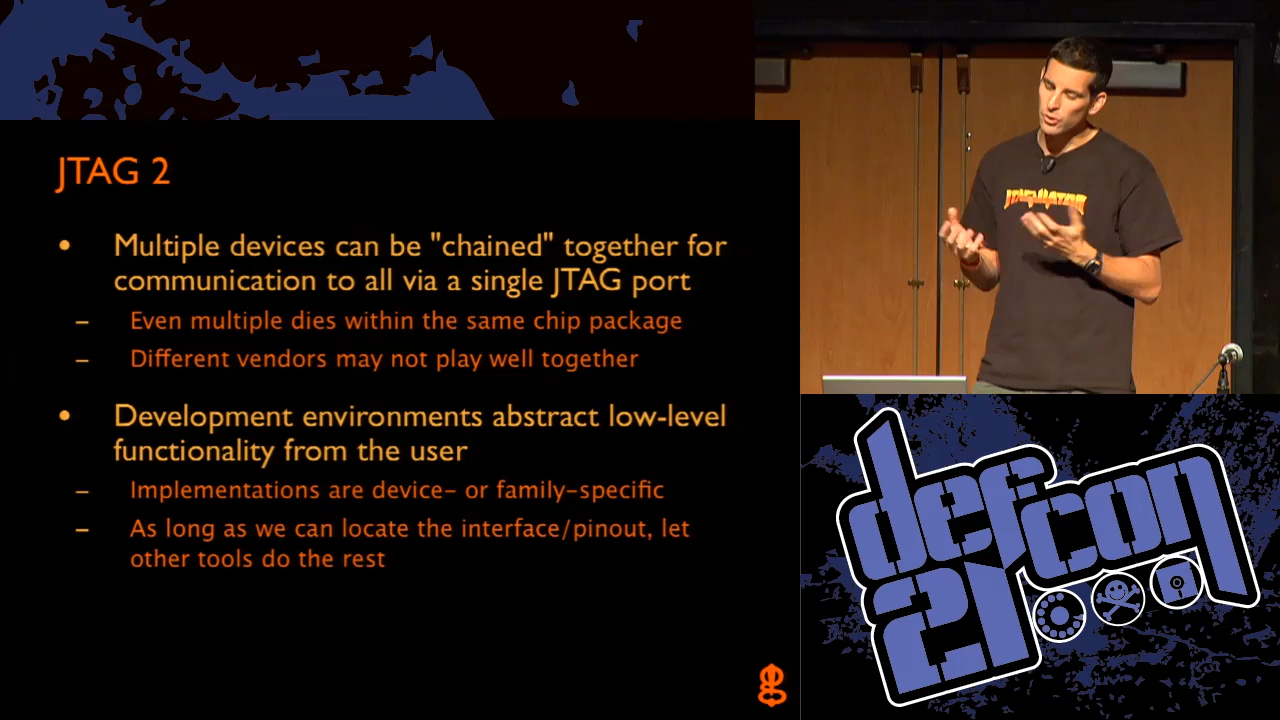 JTAG 2
• Multiple devices can be "chained" together for
communication to all via a single JTAG port
– Even multiple dies within the same chip package
– Different vendors may not play well together
• Development environments abstract low-level
functionality from the user
– Implementations are device- or family-specific
– As long as we can locate the interface/pinout, let
other tools do the rest
JTAGULATOR
defcon
21